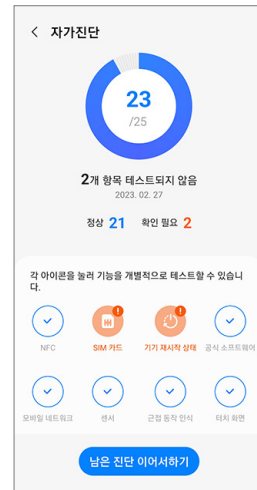 자가진단
23
/25
2개 항목 테스트되지 않음
2023. 02. 27
정상 21 확인 필요 2
각 아이콘을 눌러 기능을 개별적으로 테스트할 수 있습니
다.
NFC SIM 카드 기기 재시작 상태 공식 소프트웨어
모바일 네트워크 센서 근접 동작 인식 터치 화면
남은 진단 이어서하기